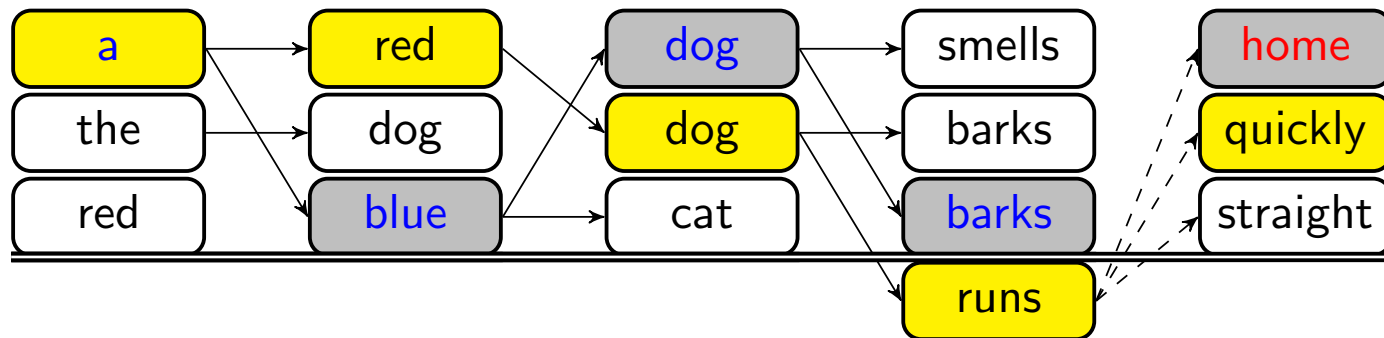 a red dog smells home
the dog dog barks quickly
red blue cat barks straight
runs